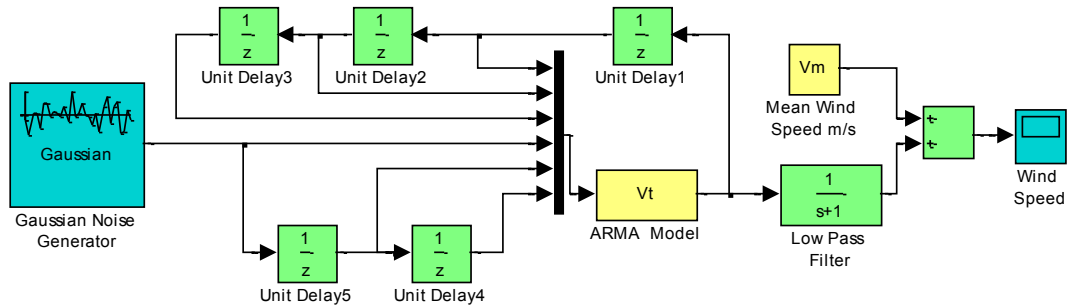 1
z
Unit Delay3
1
z
Unit Delay2
1
z
Unit Delay1
Vm
Mean Wind
Speed m/s
Gaussian
Gaussian Noise
Generator
Vt
ARMA Model
1
s+1
Low Pass
Filter
Wind
Speed
1
z
Unit Delay5
1
z
Unit Delay4